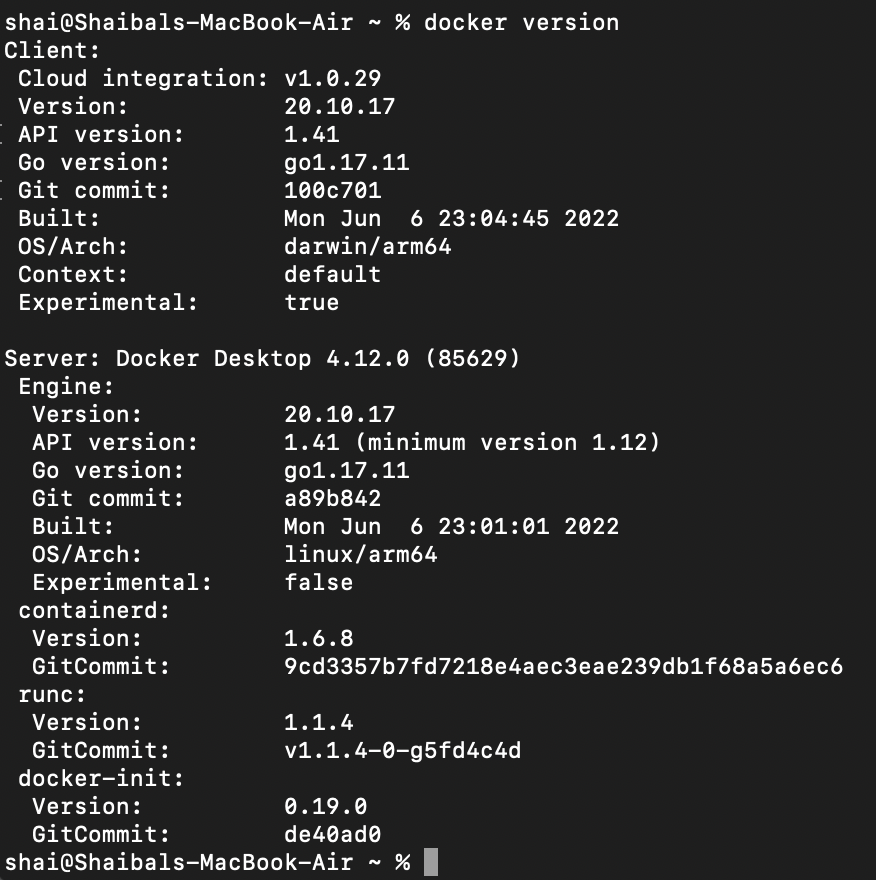 shai@Shaibals-MacBook-Air ~ % docker version
Client:
 Cloud integration: v1.0.29
 Version:           20.10.17
 API version:       1.41
 Go version:        go1.17.11
 Git commit:        100c701
 Built:             Mon Jun  6 23:04:45 2022
 OS/Arch:           darwin/arm64
 Context:           default
 Experimental:      true

Server: Docker Desktop 4.12.0 (85629)
 Engine:
  Version:          20.10.17
  API version:      1.41 (minimum version 1.12)
  Go version:       go1.17.11
  Git commit:       a89b842
  Built:            Mon Jun  6 23:01:01 2022
  OS/Arch:          linux/arm64
  Experimental:     false
 containerd:
  Version:          1.6.8
  GitCommit:        9cd3357b7fd7218e4aec3eae239db1f68a5a6ec6
 runc:
  Version:          1.1.4
  GitCommit:        v1.1.4-0-g5fd4c4d
 docker-init:
  Version:          0.19.0
  GitCommit:        de40ad0
shai@Shaibals-MacBook-Air ~ %